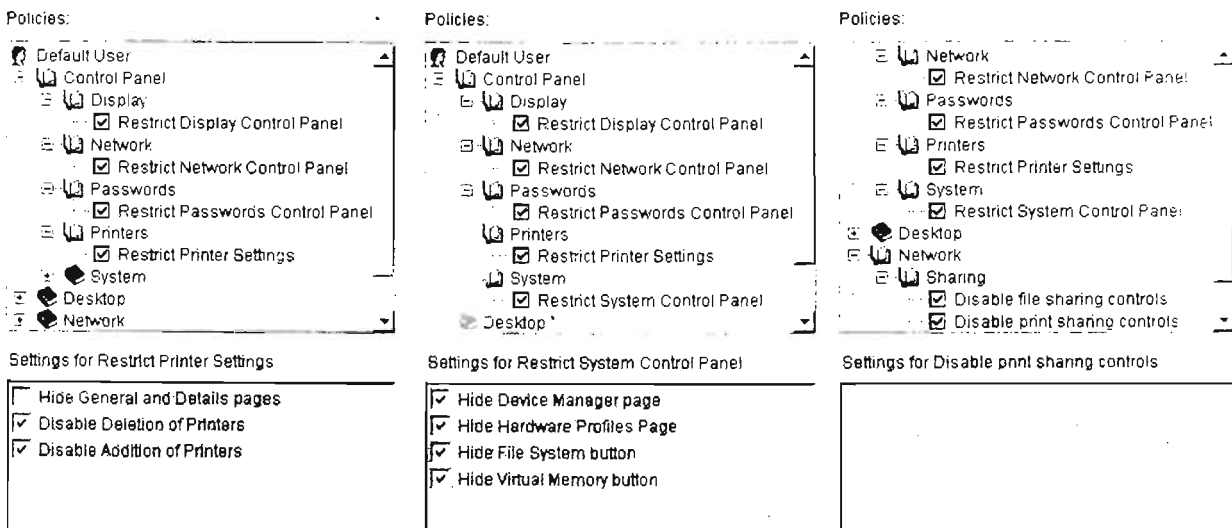 Policies:
Default User
Control Panel
Display
Restrict Display Control Panel
Network
Restrict Network Control Panel
Passwords
Restrict Passwords Control Panel
Printers
Restrict Printer Settings
System
Desktop
Network
Settings for Restrict Printer Settings
Hide General and Details pages
Disable Deletion of Printers
Disable Addition of Printers
Policies:
Default User
Control Panel
Display
Restrict Display Control Panel
Network
Restrict Network Control Panel
Passwords
Restrict Passwords Control Panel
Printers
Restrict Printer Settings
System
Restrict System Control Panel
Desktop
Settings for Restrict System Control Panel
Hide Device Manager page
Hide Hardware Profiles Page
Hide File System button
Hide Virtual Memory button
Policies:
Network
Restrict Network Control Panel
Passwords
Restrict Passwords Control Panel
Printers
Restrict Printer Settings
System
Restrict System Control Panel
Desktop
Network
Sharing
Disable file sharing controls
Disable print sharing controls
Settings for Disable print sharing controls